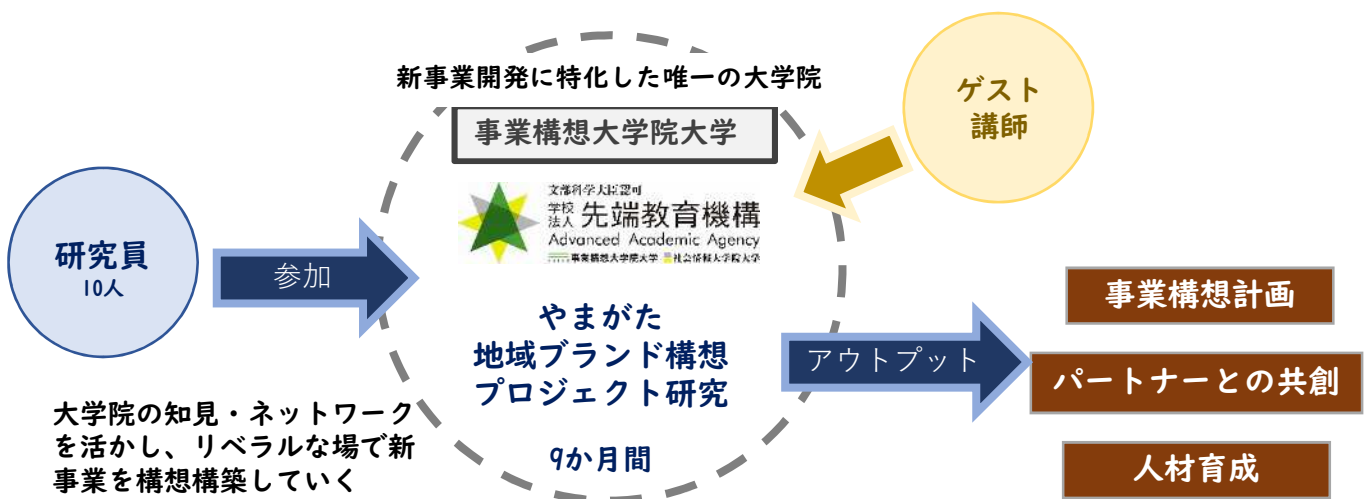 新事業開発に特化した唯一の大学院
事業構想大学院大学
ゲスト
講師
文部科学大臣認可
学校
法人 先端教育機構
Advanced Academic Agency
事業構想大学院大学 社会情報大学院大学
研究員
10人
参加
やまがた
地域ブランド構想
プロジェクト研究
9か月間
大学院の知見・ネットワーク
を活かし、リベラルな場で新
事業を構想構築していく
アウトプット
事業構想計画
パートナーとの共創
人材育成